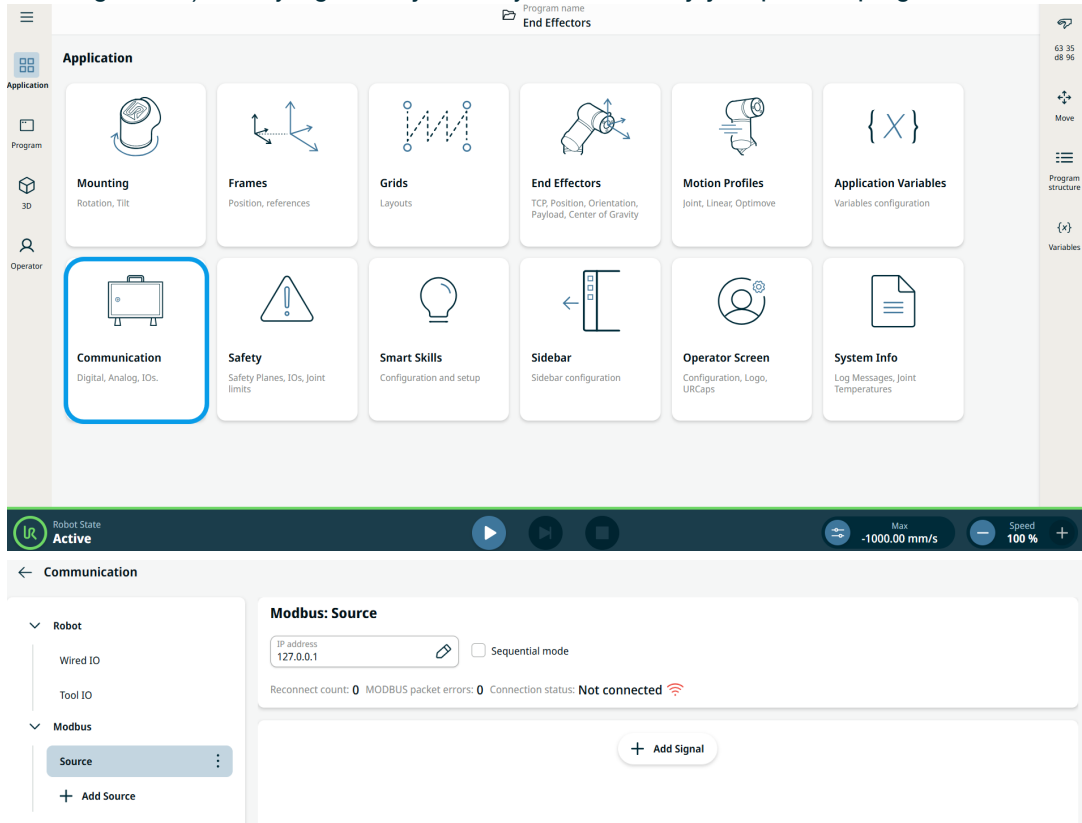 Program name
End Effectors
63 35
d8 96
Application
Application
Program
3D
Operator
Move
Program
structure
{x}
Variables
Mounting
Rotation, Tilt
Frames
Position, references
Grids
Layouts
End Effectors
TCP, Position, Orientation,
Payload, Center of Gravity
Motion Profiles
Joint, Linear, Optimove
{X}
Application Variables
Variables configuration
Communication
Digital, Analog, IOs.
Safety
Safety Planes, IOs, Joint
limits
Smart Skills
Configuration and setup
Sidebar
Sidebar configuration
Operator Screen
Configuration, Logo,
URCaps
System Info
Log Messages, Joint
Temperatures
UR
Robot State
Active
Max
-1000.00 mm/s
Speed
100 %
Communication
Robot
Wired IO
Tool IO
Modbus
Source
Add Source
Modbus: Source
IP address
127.0.0.1
Sequential mode
Reconnect count: 0 MODBUS packet errors: 0 Connection status: Not connected
Add Signal